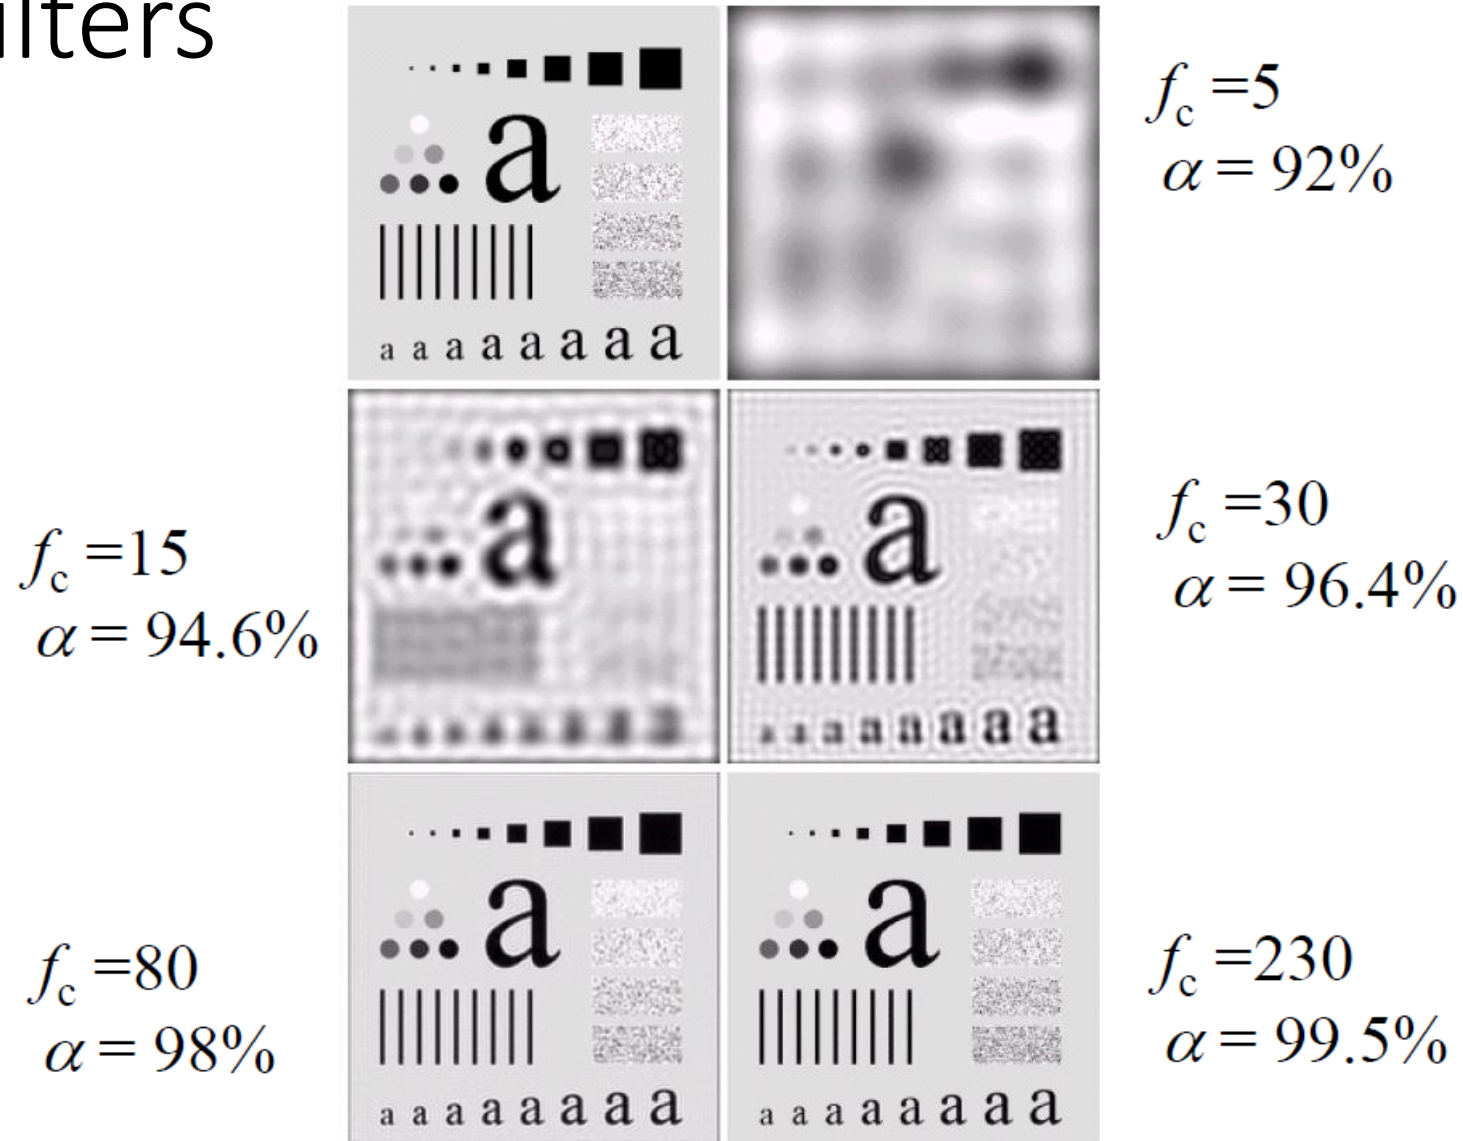 ilters
a
a a a a a a a a
fc =5
α = 92%
fc =15
α = 94.6%
a
a
a a a a a a a a
fc =30
α = 96.4%
fc =80
α = 98%
a
a a a a a a a a
a
a a a a a a a a
fc =230
α = 99.5%